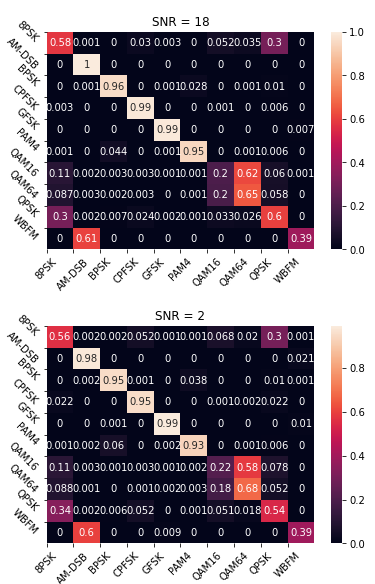 SNR = 18
8PSK 0.58 0.001 0 0.03 0.003 0 0.052 0.035 0.3 0
AM-DSB 0 1 0 0 0 0 0 0 0 0
BPSK 0 0.001 0.96 0 0.001 0.028 0 0.001 0.01 0
CPFSK 0.003 0 0 0.99 0 0 0.001 0 0.006 0
GFSK 0 0 0 0 0.99 0 0 0 0 0.007
PAM4 0.001 0 0.044 0 0 0.95 0 0.001 0.006 0
QAM16 0.11 0.002 0.003 0.003 0.001 0.001 0.2 0.62 0.06 0.001
QAM64 0.087 0.003 0.002 0.003 0 0.001 0.2 0.65 0.058 0
QPSK 0.3 0.002 0.007 0.024 0.002 0.001 0.033 0.026 0.6 0
WBFM 0 0.61 0 0 0 0 0 0 0 0.39
8PSK AM-DSB BPSK CPFSK GFSK PAM4 QAM16 QAM64 QPSK WBFM
1.0
0.8
0.6
0.4
0.2
0.0
SNR = 2
8PSK 0.56 0.002 0.002 0.052 0.001 0 0.068 0.02 0.3 0.001
AM-DSB 0 0.98 0 0 0 0 0 0 0 0.021
BPSK 0 0.002 0.95 0.001 0 0.038 0 0 0.01 0.001
CPFSK 0.022 0 0 0.95 0 0 0.001 0.002 0.022 0
GFSK 0 0 0.001 0 0.99 0 0 0 0 0.01
PAM4 0.001 0.002 0.06 0 0.002 0.93 0 0.001 0.006 0
QAM16 0.11 0.003 0.001 0.003 0.001 0.002 0.22 0.58 0.078 0
QAM64 0.088 0.001 0 0.001 0.002 0.003 0.18 0.68 0.052 0
QPSK 0.34 0.002 0.006 0.052 0 0.001 0.051 0.018 0.54 0
WBFM 0 0.6 0 0 0.009 0 0 0 0 0.39
8PSK AM-DSB BPSK CPFSK GFSK PAM4 QAM16 QAM64 QPSK WBFM
0.8
0.6
0.4
0.2
0.0